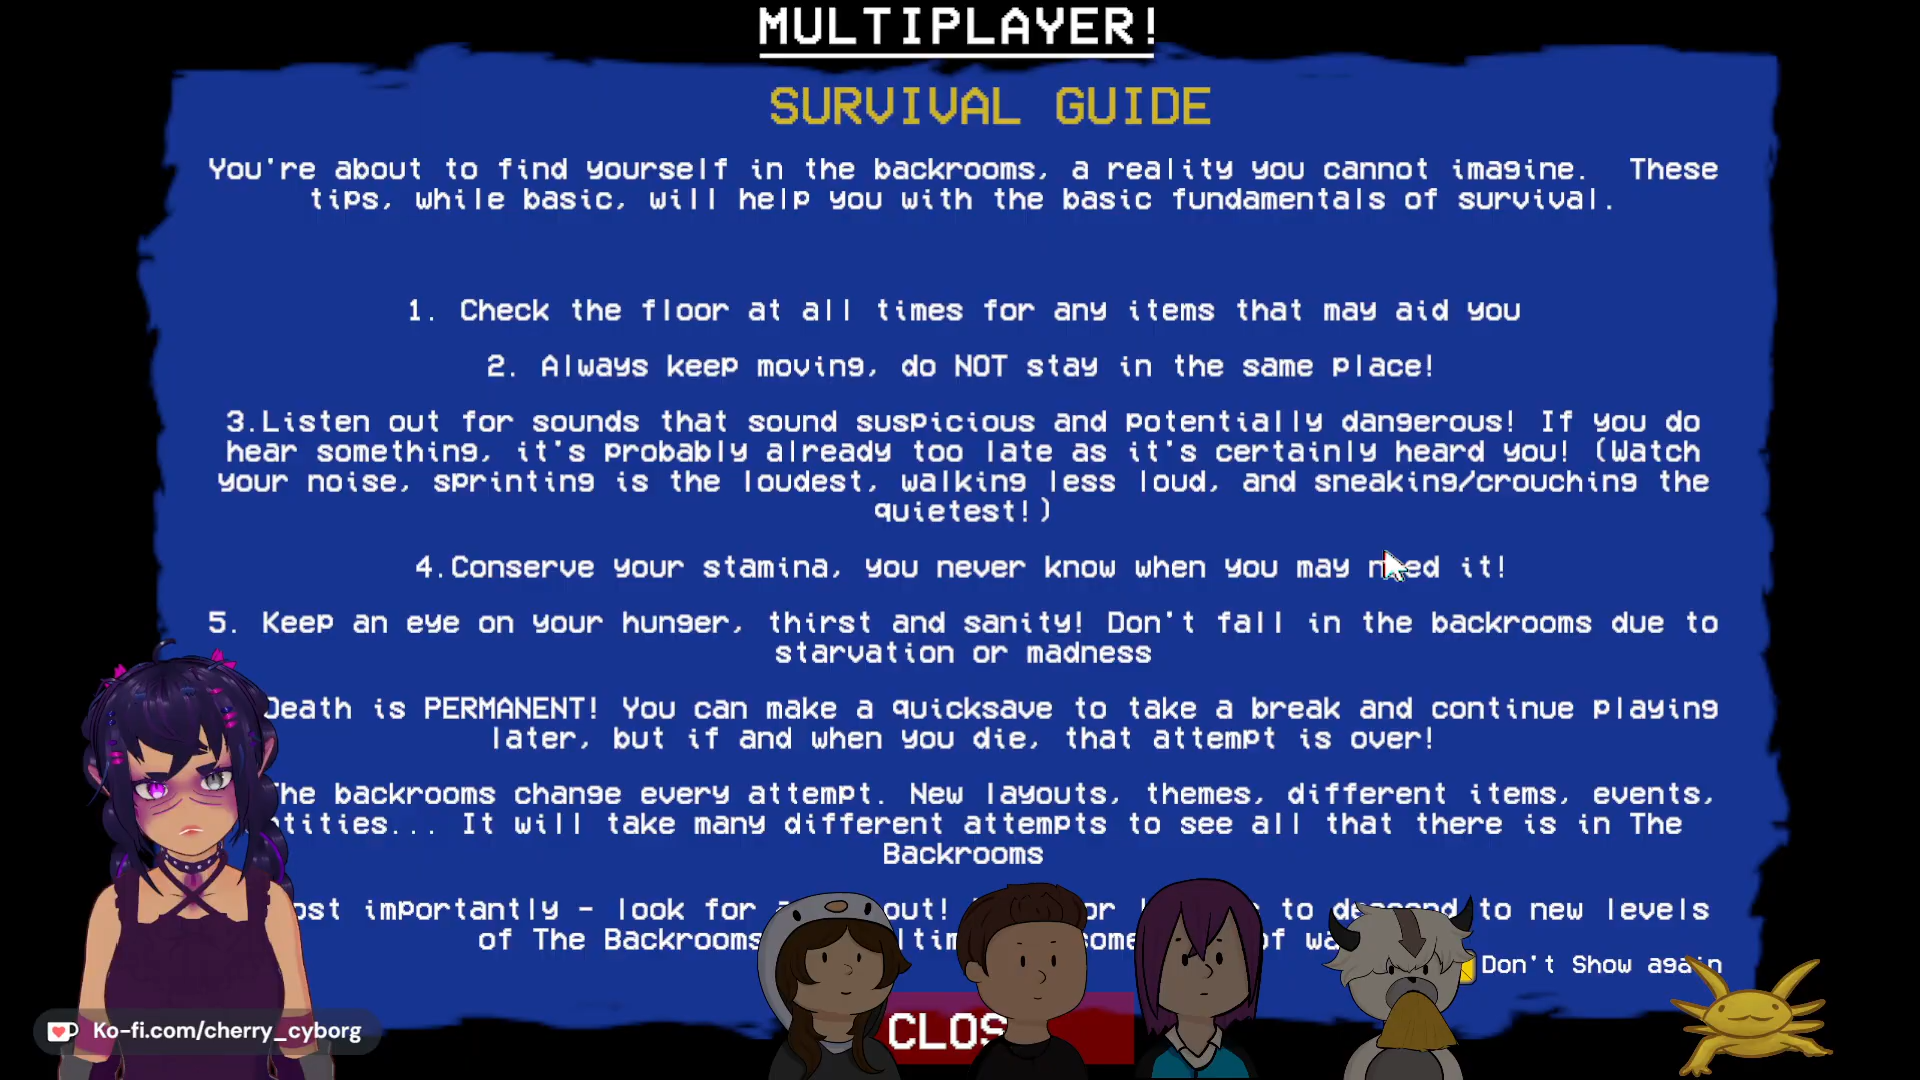 MULTIPLAYER!
SURVIVAL GUIDE
You're about to find yourself in the backrooms, a reality you cannot imagine. These
tips, while basic, will help you with the basic fundamentals of survival.
1. Check the floor at all times for any items that may aid you
2. Always keep moving, do NOT stay in the same place!
3.Listen out for sounds that sound suspicious and potentially dangerous! If you do
hear something, it's probably already too late as it's certainly heard you! (Watch
your noise, sprinting is the loudest, walking less loud, and sneaking/crouching the
quietest!)
4.Conserve your stamina, you never know when you may need it!
5. Keep an eye on your hunger, thirst and sanity! Don't fall in the backrooms due to
starvation or madness
Death is PERMANENT! You can make a quicksave to take a break and continue playing
later, but if and when you die, that attempt is over!
The backrooms change every attempt. New layouts, themes, different items, events,
It will take many different attempts to see all that there is in The
Backrooms
importantly - look for out! to descend to new levels
of The Backrooms
Don't Show again
CLOS
Ko-fi.com/cherry_cyborg